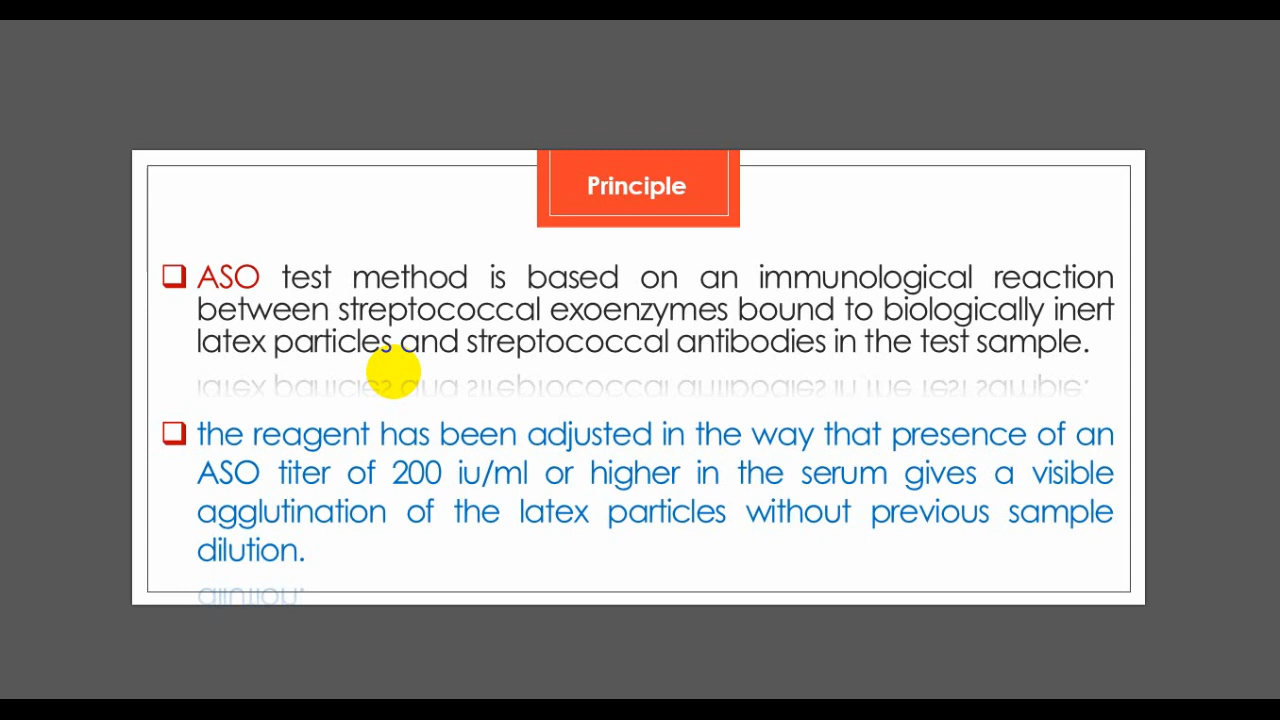 Principle
ASO test method is based on an immunological reaction
between streptococcal exoenzymes bound to biologically inert
latex particles and streptococcal antibodies in the test sample.
the reagent has been adjusted in the way that presence of an
ASO titer of 200 iu/ml or higher in the serum gives a visible
agglutination of the latex particles without previous sample
dilution.